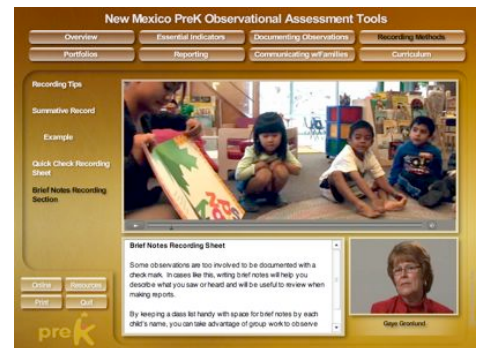 New Mexico PreK Observational Assessment Tools
Overview
Essential Indicators
Documenting Observations
Recording Methods
Portfolios
Reporting
Communicating w/Families
Curriculum
Recording Tips
Summative Record
Example
Quick Check Recording
Sheet
Brief Notes Recording
Section
Brief Notes Recording Sheet
Some observations are too involved to be documented with a
check mark. In cases like this, writing brief notes will help you
describe what you saw or heard and will be useful to review when
making reports.
By keeping a class list handy with space for brief notes by each
child's name, you can take advantage of group work to observe
Online
Resources
Print
Quit
preK
Gaye Gronlund